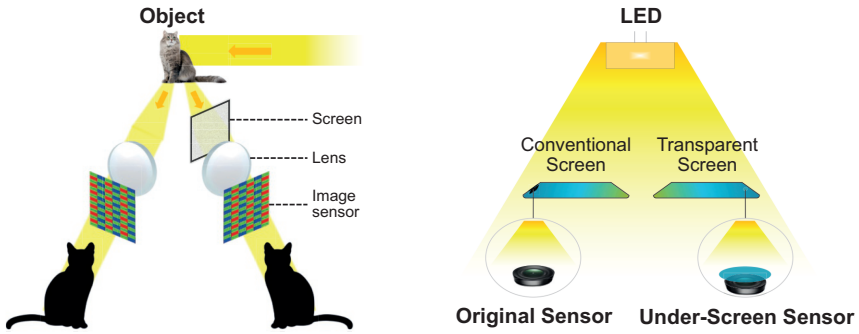 Object
Screen
Lens
Image
sensor
LED
Conventional
Screen
Transparent
Screen
Original Sensor
Under-Screen Sensor